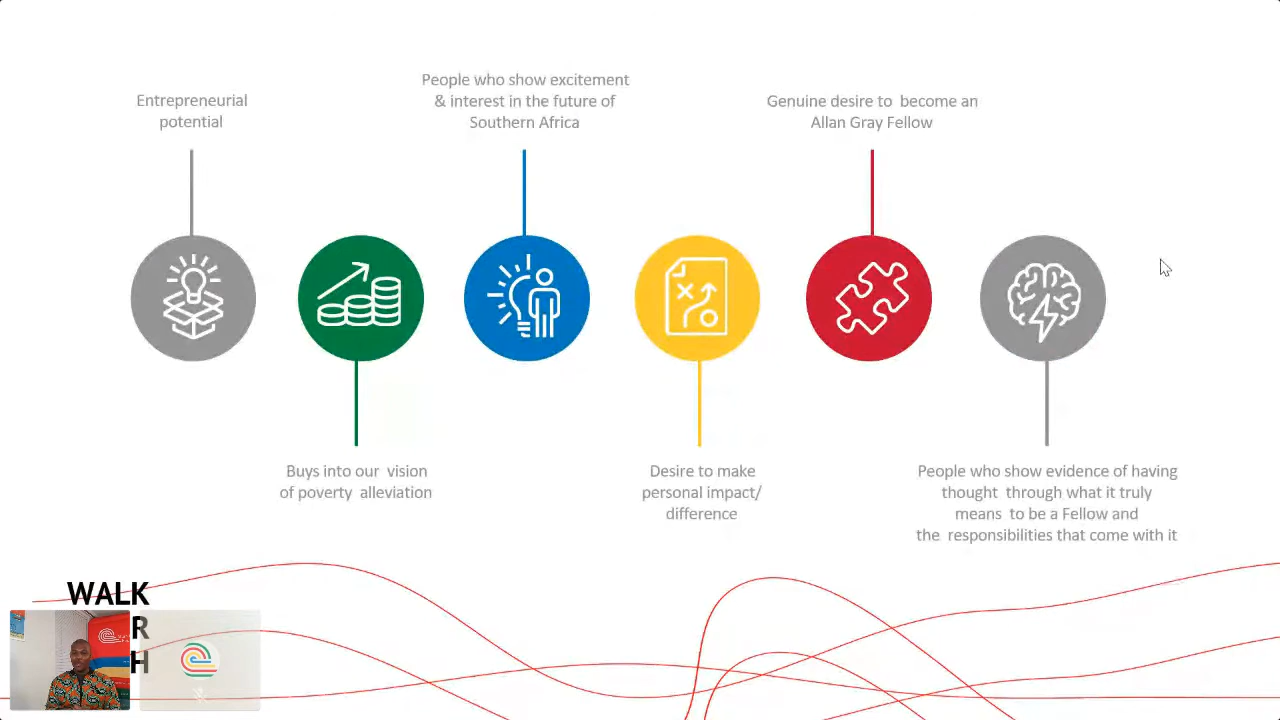 Entrepreneurial
potential
People who show excitement
& interest in the future of
Southern Africa
Genuine desire to become an
Allan Gray Fellow
Buys into our vision
of poverty alleviation
Desire to make
personal impact/
difference
People who show evidence of having
thought through what it truly
means to be a Fellow and
the responsibilities that come with it
WALK
R
H